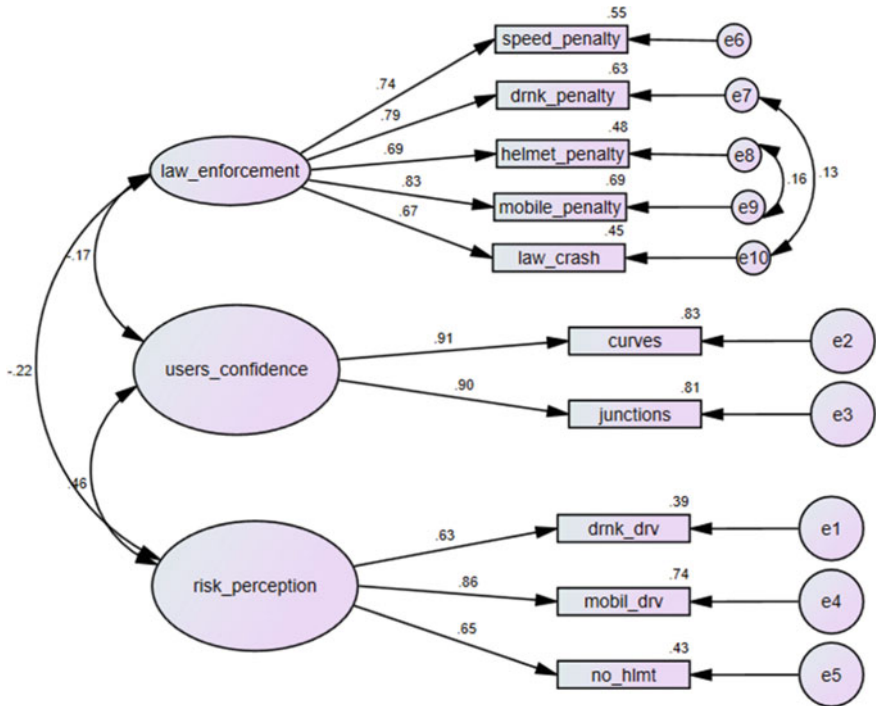 .55
speed_penalty
e6
.74
.63
drnk_penalty
e7
.79
.48
helmet_penalty
e8
.69
law_enforcement
.16
.13
.69
mobile_penalty
e9
.83
.45
law_crash
e10
.67
-.17
.83
curves
e2
.91
users_confidence
-.22
.81
junctions
e3
.90
.46
.39
drnk_drv
e1
.63
risk_perception
.74
mobil_drv
e4
.86
.43
no_hlmt
e5
.65